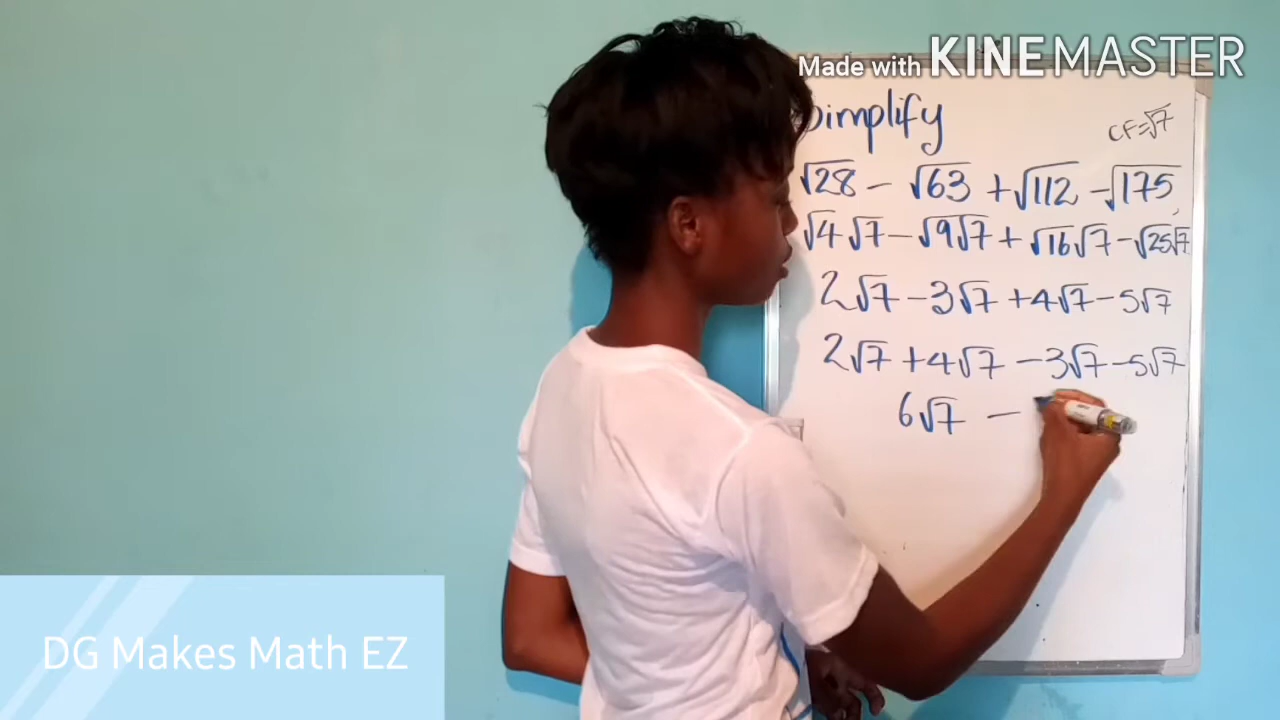 Made with KINEMASTER
Simplify
CF=√7
√28 - √63 + √112 - √175
√4 √7 - √9 √7 + √16 √7 - √25 √7
2√7 - 3√7 + 4√7 - 5√7
2√7 + 4√7 - 3√7 - 5√7
6√7 -
DG Makes Math EZ